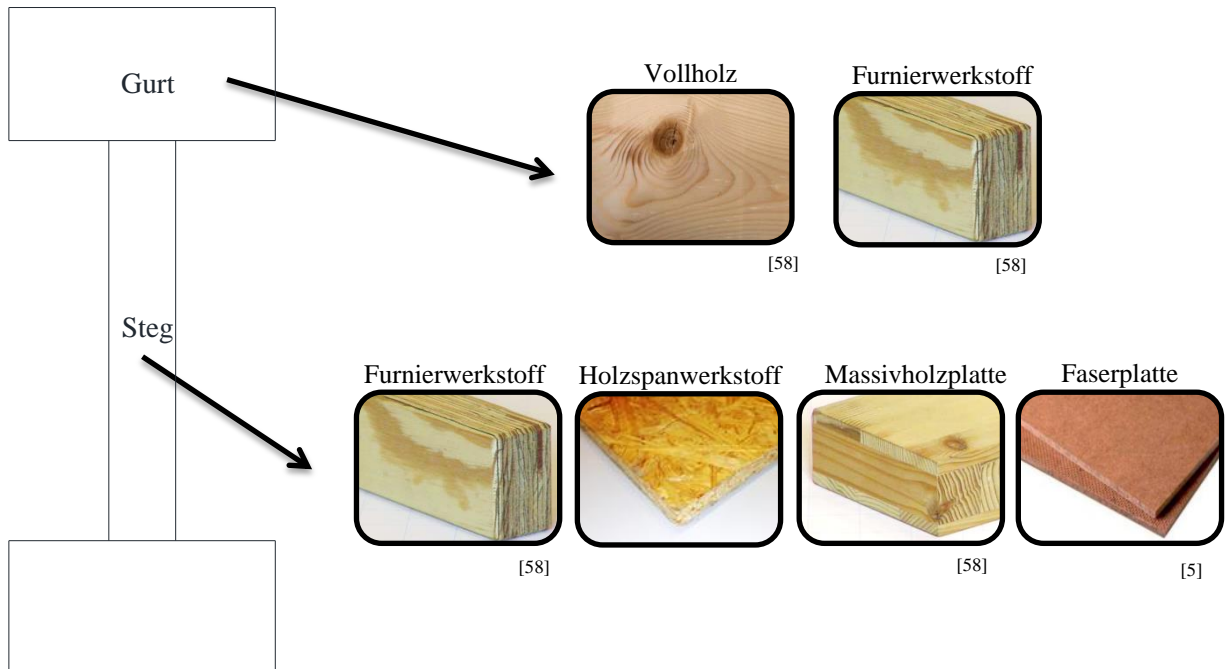 Gurt
Vollholz
Furnierwerkstoff
[58]
[58]
Steg
Furnierwerkstoff
Holzspanwerkstoff
Massivholzplatte
Faserplatte
[58]
[58]
[5]